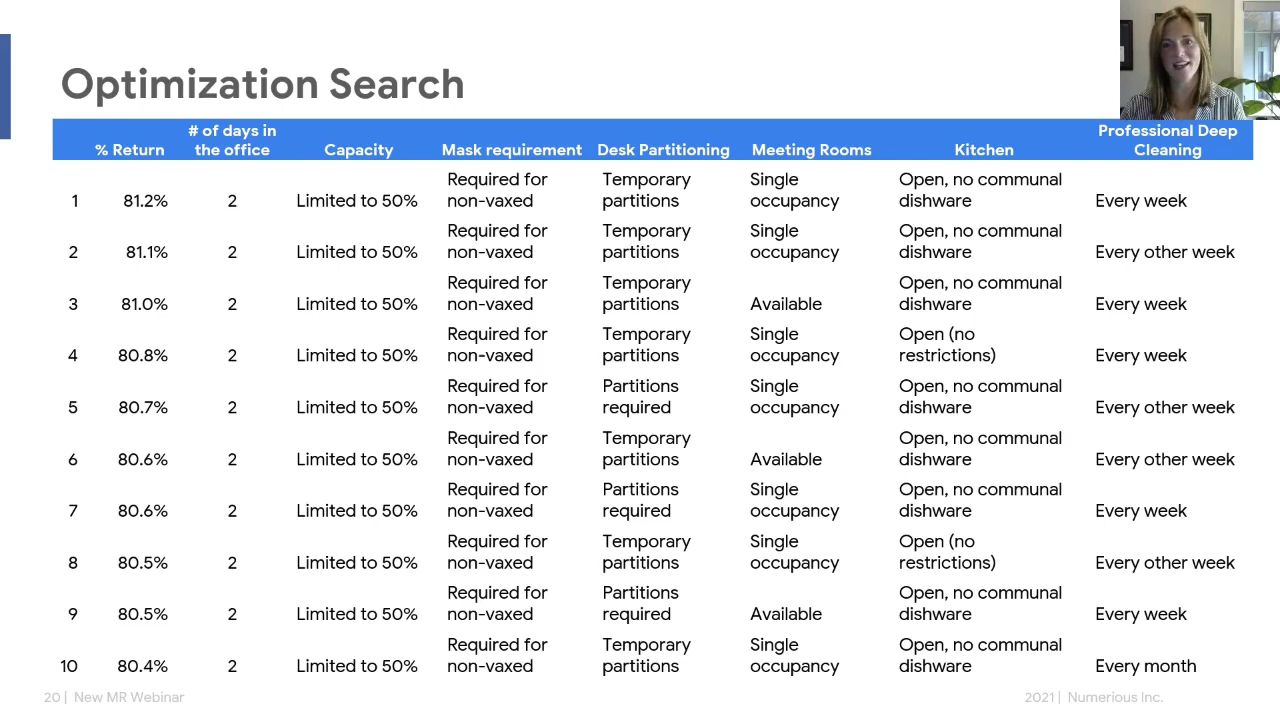 Optimization Search
% Return # of days in the office Capacity Mask requirement Desk Partitioning Meeting Rooms Kitchen Professional Deep Cleaning
1 81.2% 2 Limited to 50% Required for non-vaxed Temporary partitions Single occupancy Open, no communal dishware Every week
2 81.1% 2 Limited to 50% Required for non-vaxed Temporary partitions Single occupancy Open, no communal dishware Every other week
3 81.0% 2 Limited to 50% Required for non-vaxed Temporary partitions Available Open, no communal dishware Every week
4 80.8% 2 Limited to 50% Required for non-vaxed Temporary partitions Single occupancy Open (no restrictions) Every week
5 80.7% 2 Limited to 50% Required for non-vaxed Partitions required Single occupancy Open, no communal dishware Every other week
6 80.6% 2 Limited to 50% Required for non-vaxed Temporary partitions Available Open, no communal dishware Every other week
7 80.6% 2 Limited to 50% Required for non-vaxed Partitions required Single occupancy Open, no communal dishware Every week
8 80.5% 2 Limited to 50% Required for non-vaxed Temporary partitions Single occupancy Open (no restrictions) Every other week
9 80.5% 2 Limited to 50% Required for non-vaxed Partitions required Available Open, no communal dishware Every week
10 80.4% 2 Limited to 50% Required for non-vaxed Temporary partitions Single occupancy Open, no communal dishware Every month
20 | New MR Webinar
2021 | Numerious Inc.